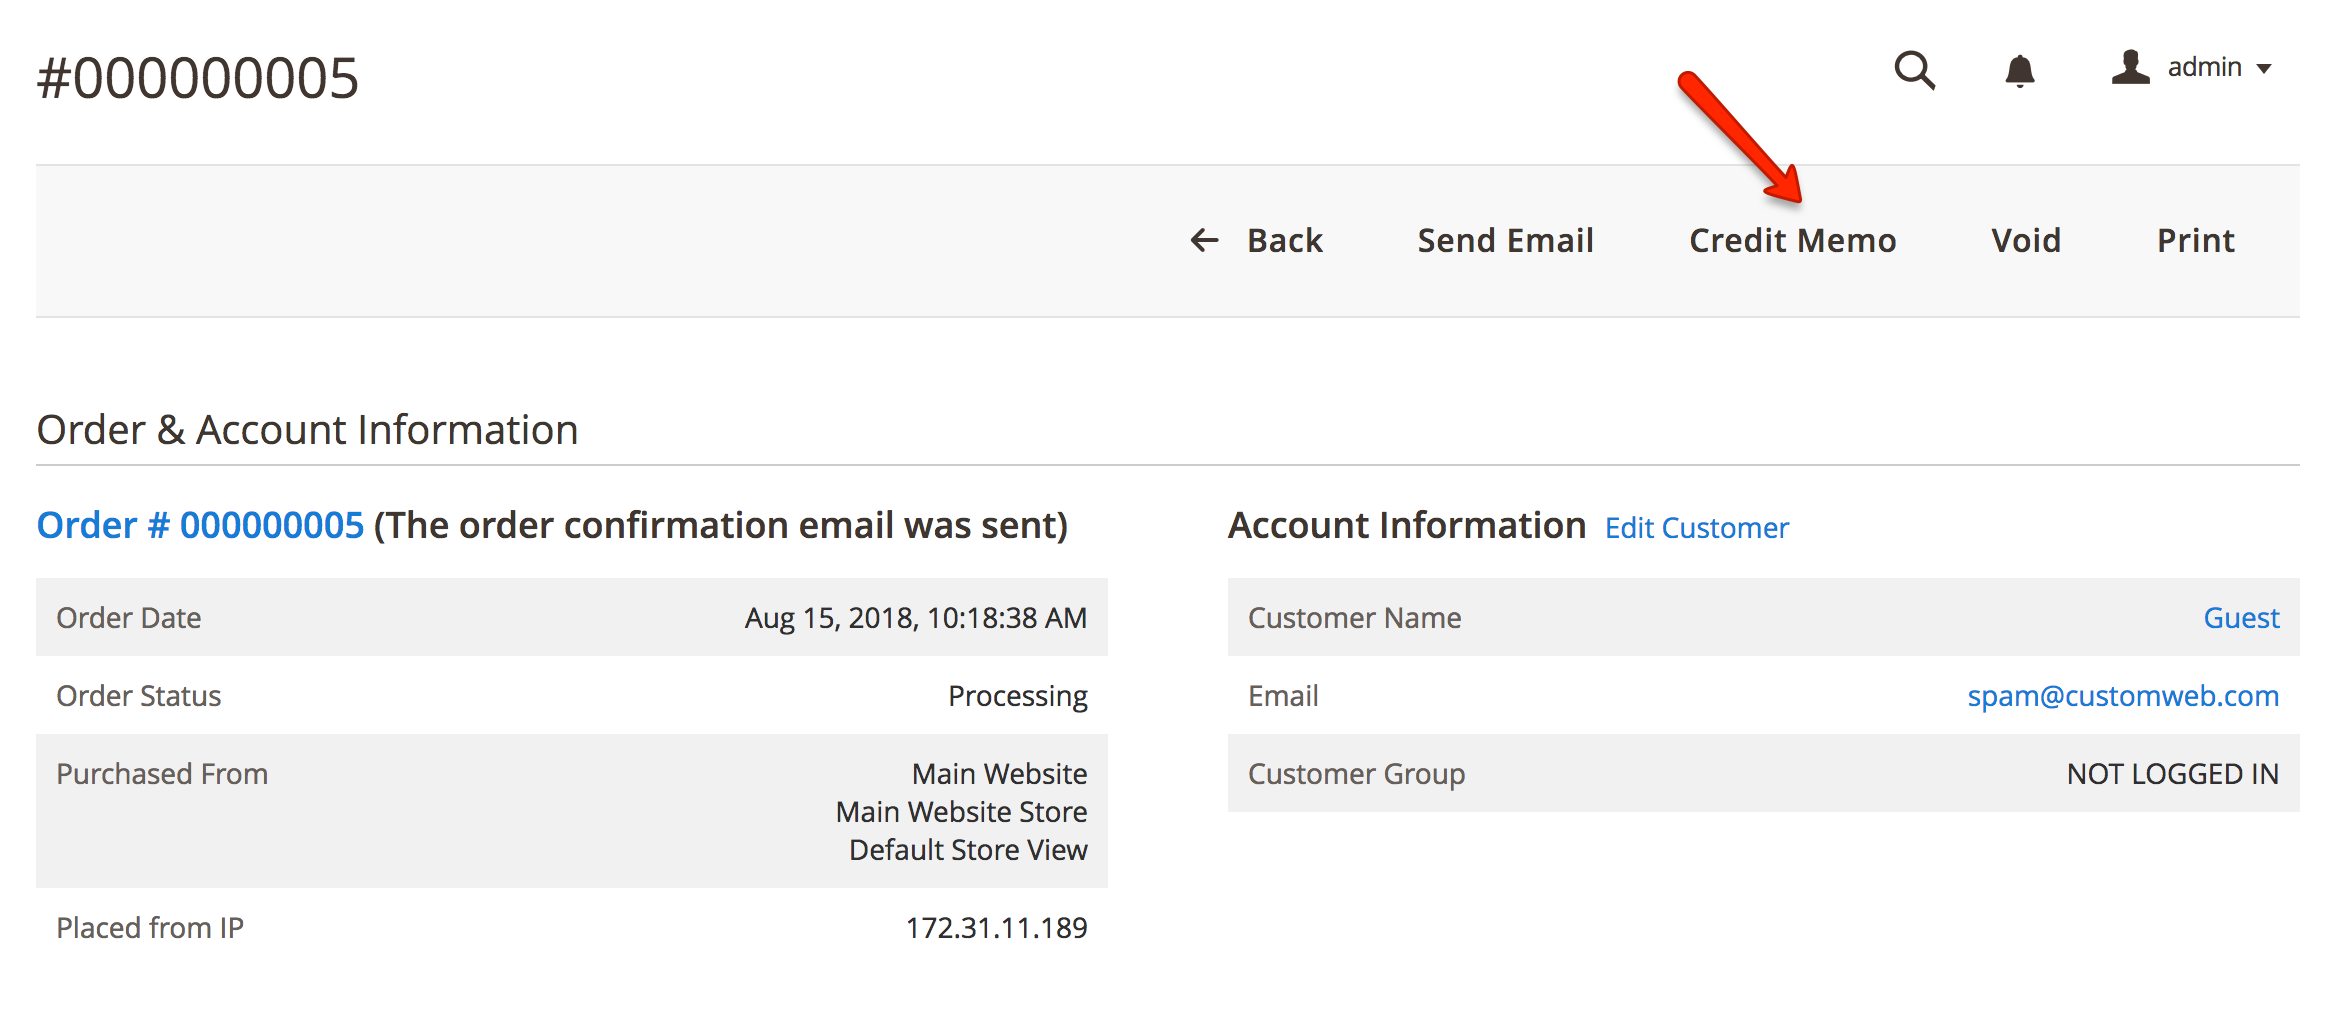 #000000005
admin
Back Send Email Credit Memo Void Print
Order & Account Information
Order # 000000005 (The order confirmation email was sent)
Order Date Aug 15, 2018, 10:18:38 AM
Order Status Processing
Purchased From Main Website
Main Website Store
Default Store View
Placed from IP 172.31.11.189
Account Information Edit Customer
Customer Name Guest
Email spam@customweb.com
Customer Group NOT LOGGED IN